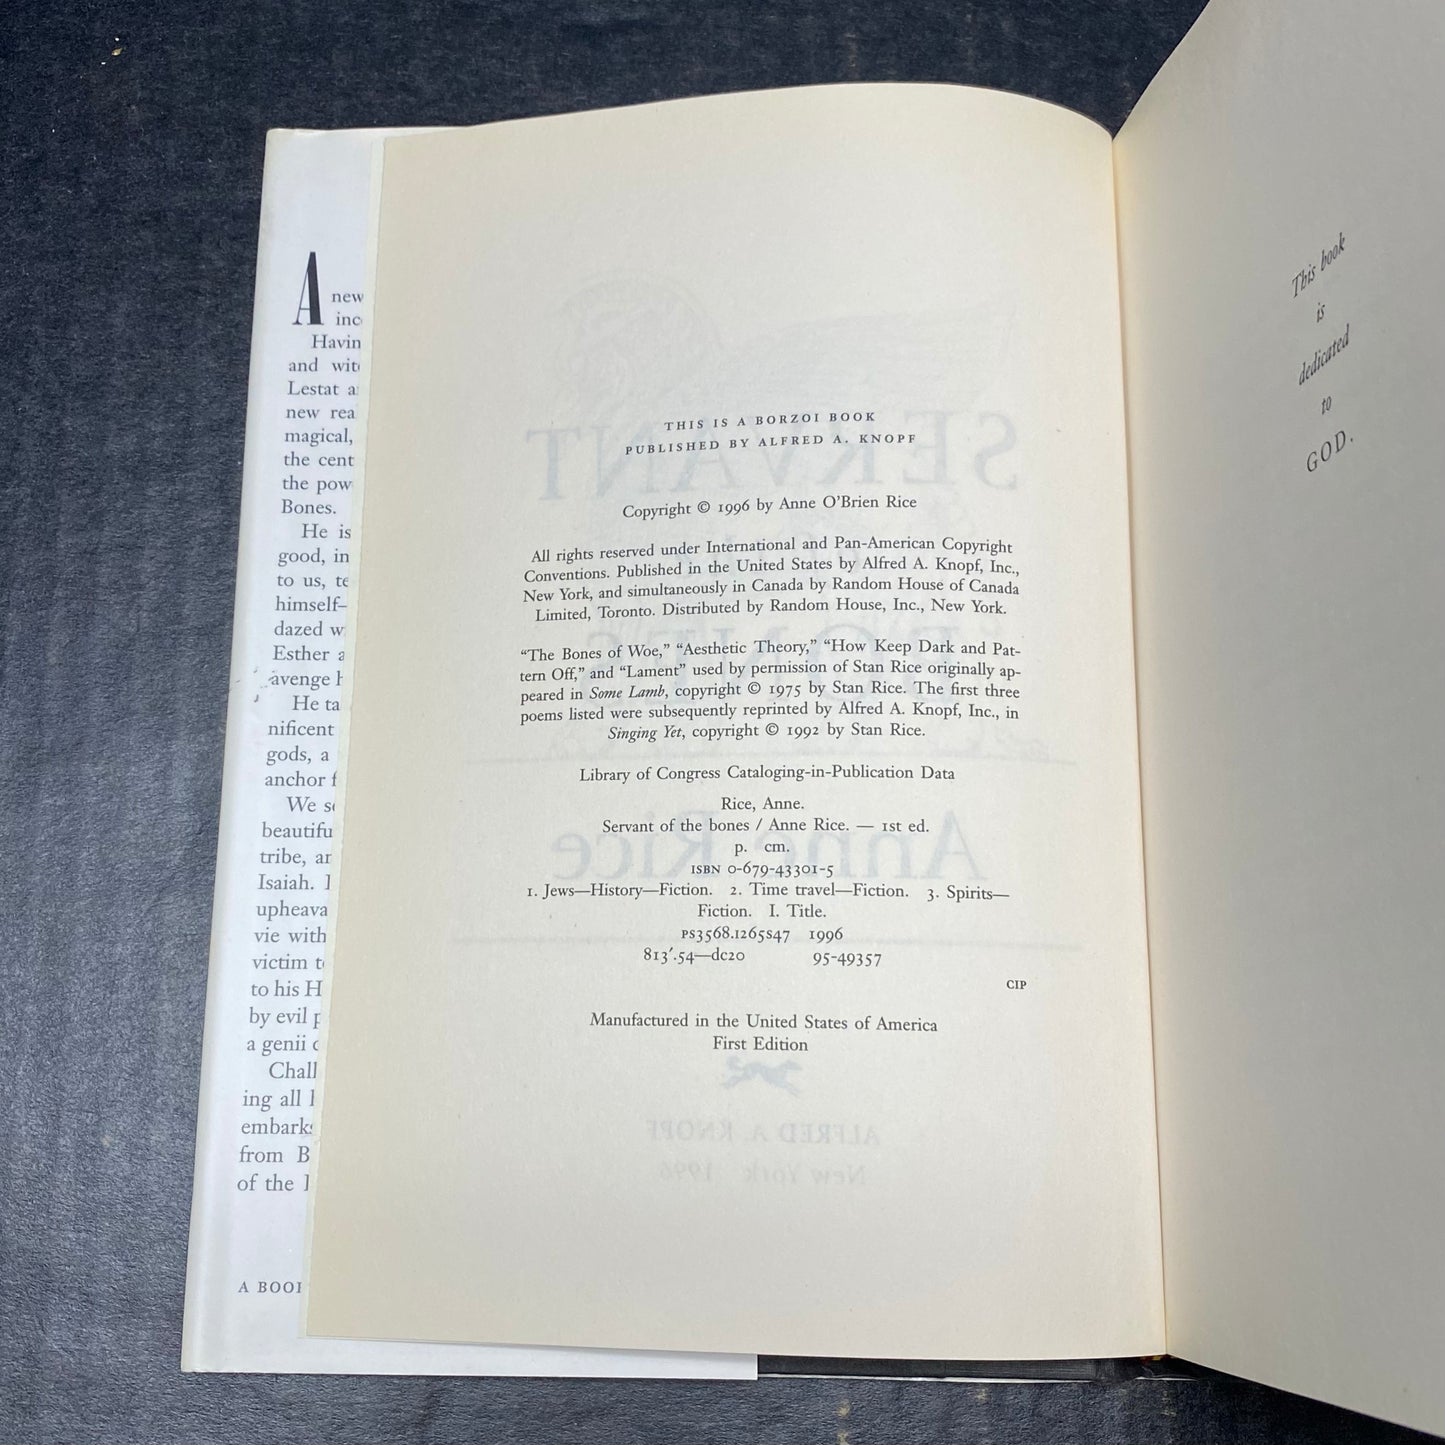 A new
inc
Havin
and wit
Lestat a
new rea
magical,
the cent
the pow
Bones.
He is
good, in
to us, te
himself—
dazed w
Esther a
avenge h
He ta
nificent
gods, a
anchor f
We s
beautifu
tribe, an
Isaiah. I
upheava
vie with
victim t
to his H
by evil p
a genii c
Chall
ing all h
embarks
from B
of the
A BOO
THIS IS A BORZOI BOOK
PUBLISHED BY ALFRED A. KNOPF
Copyright © 1996 by Anne O'Brien Rice
All rights reserved under International and Pan-American Copyright
Conventions. Published in the United States by Alfred A. Knopf, Inc.,
New York, and simultaneously in Canada by Random House of Canada
Limited, Toronto. Distributed by Random House, Inc., New York.
“The Bones of Woe,” “Aesthetic Theory,” “How Keep Dark and Pat-
tern Off,” and “Lament” used by permission of Stan Rice originally ap-
peared in Some Lamb, copyright © 1975 by Stan Rice. The first three
poems listed were subsequently reprinted by Alfred A. Knopf, Inc., in
Singing Yet, copyright © 1992 by Stan Rice.
Library of Congress Cataloging-in-Publication Data
Rice, Anne.
Servant of the bones / Anne Rice. — 1st ed.
p. cm.
ISBN 0-679-43301-5
1. Jews—History—Fiction. 2. Time travel—Fiction. 3. Spirits—
Fiction. I. Title.
PS3568.I265S47 1996
813'.54—dc20 95-49357
CIP
Manufactured in the United States of America
First Edition
SERVANT
BONES
Anne Rice
ALFRED A. KNOPF
New York 1996
This book
is
dedicated
to
GOD.